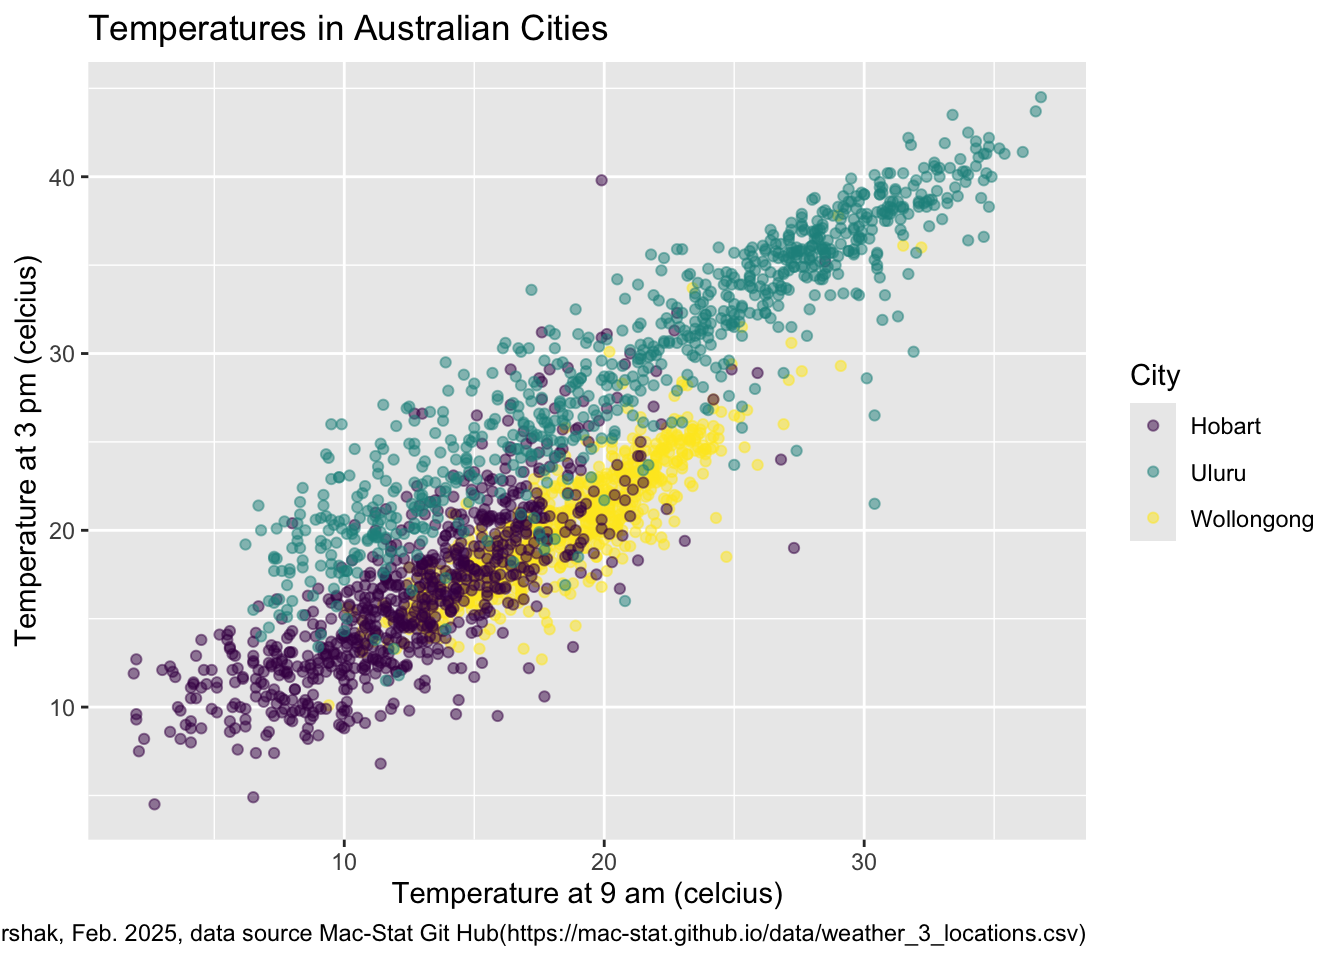 Temperatures in Australian Cities
Temperature at 3 pm (celcius)
40
30
20
10
10 20 30
Temperature at 9 am (celcius)
City
Hobart
Uluru
Wollongong
Feb. 2025, data source Mac-Stat Git Hub(https://mac-stat.github.io/data/weather_3_locations.csv)